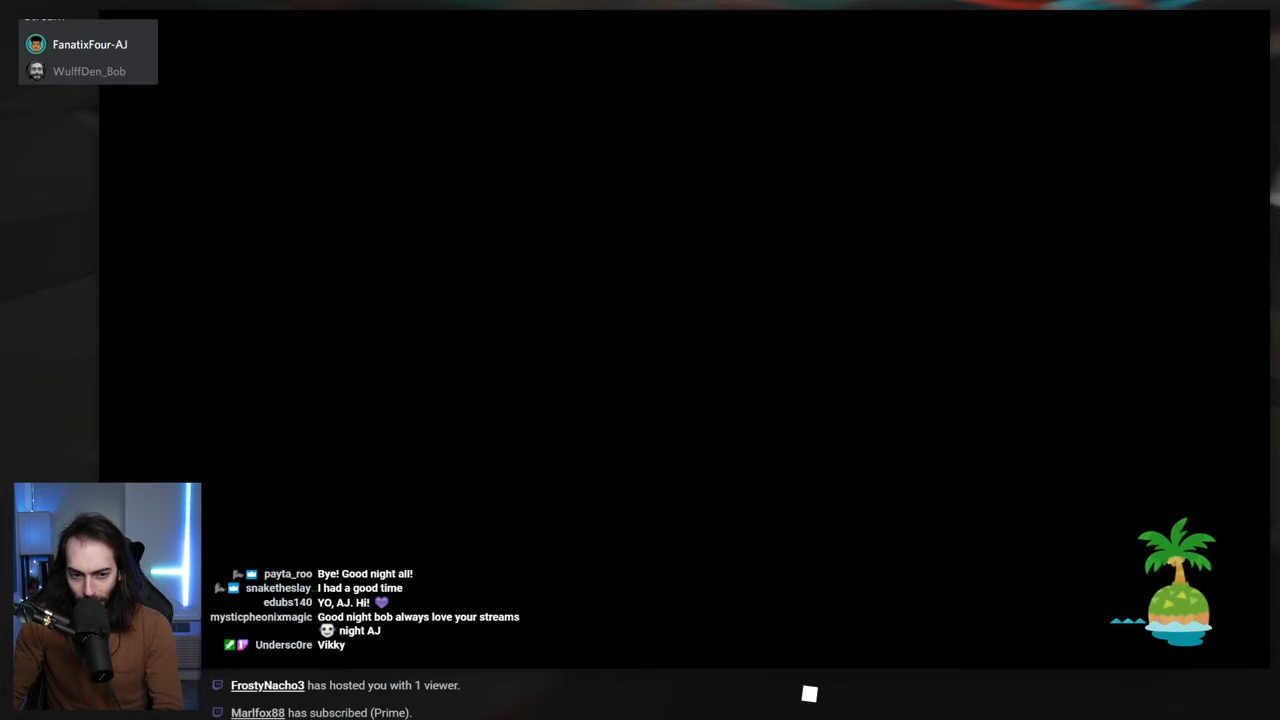 FanatixFour-AJ
WulffDen_Bob
payta_roo Bye! Good night all!
snaketheslay I had a good time
edubs140 YO, AJ. Hi!
mysticpheonixmagic Good night bob always love your streams
night AJ
Undersc0re Vikky
FrostyNacho3 has hosted you with 1 viewer.
Marlfox88 has subscribed (Prime).